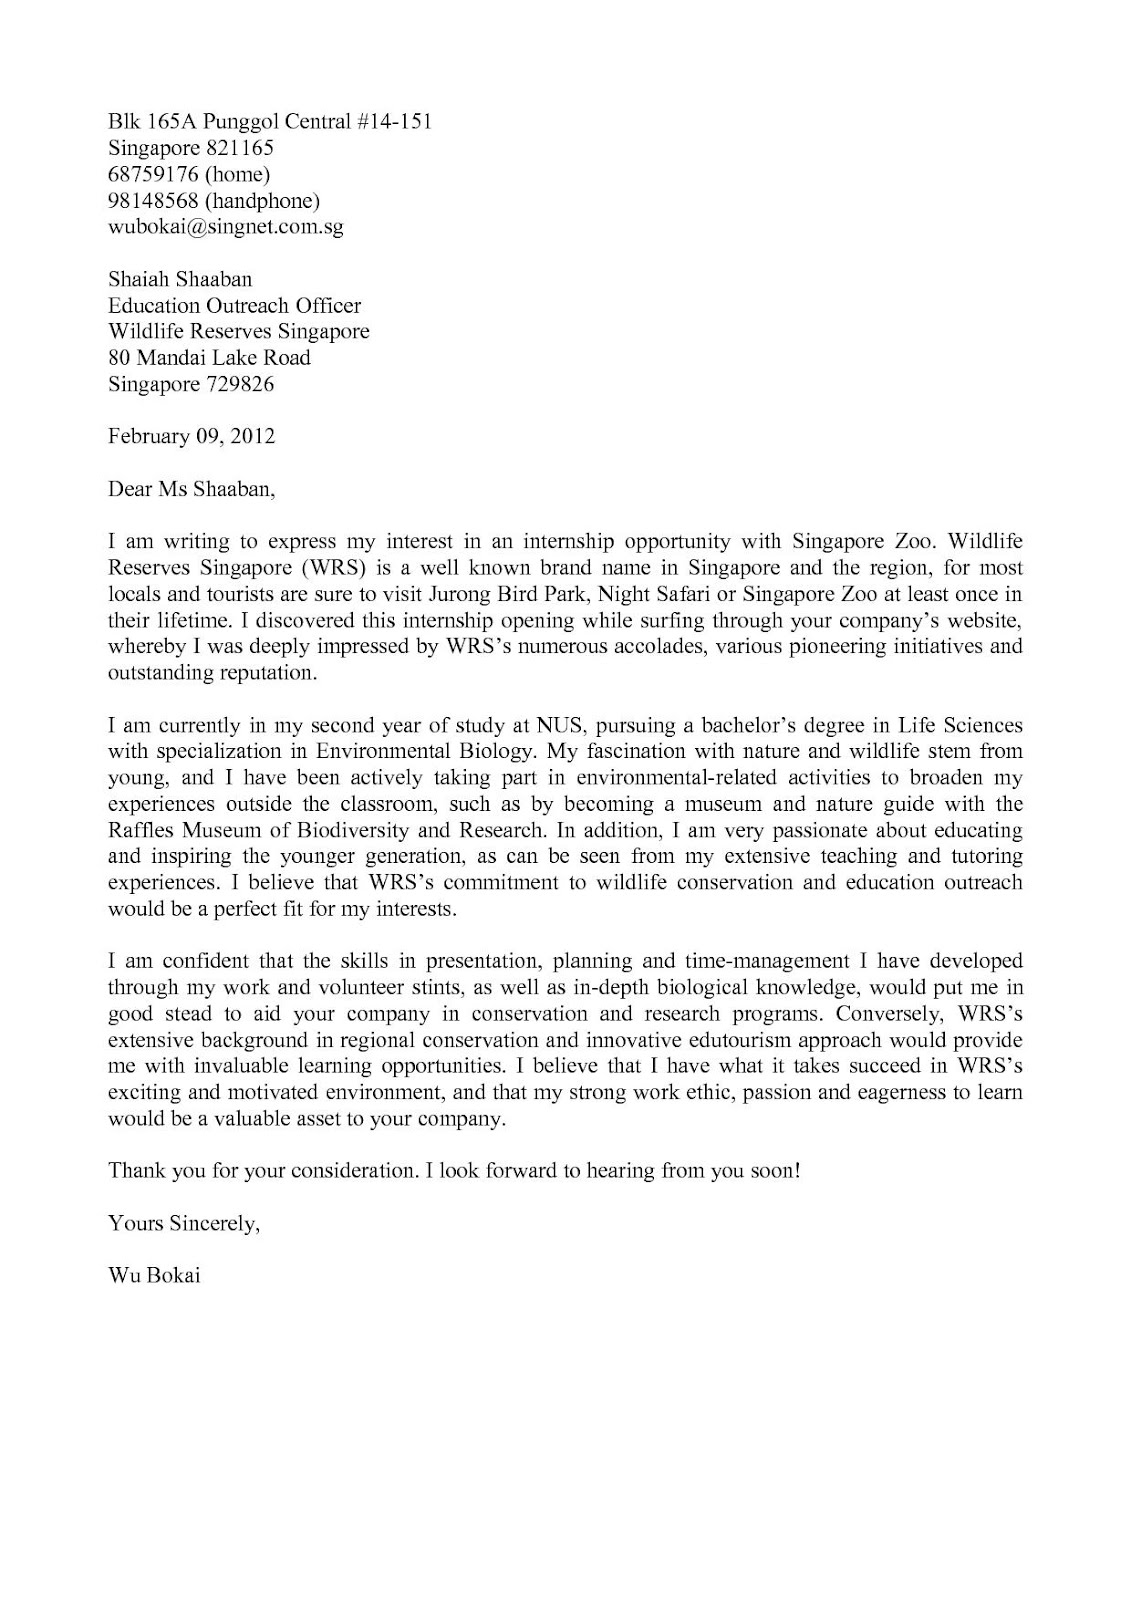 Blk 165A Punggol Central #14-151
Singapore 821165
68759176 (home)
98148568 (handphone)
wubokai@singnet.com.sg
Shaiah Shaaban
Education Outreach Officer
Wildlife Reserves Singapore
80 Mandai Lake Road
Singapore 729826
February 09, 2012
Dear Ms Shaaban,
I am writing to express my interest in an internship opportunity with Singapore Zoo. Wildlife
Reserves Singapore (WRS) is a well known brand name in Singapore and the region, for most
locals and tourists are sure to visit Jurong Bird Park, Night Safari or Singapore Zoo at least once in
their lifetime. I discovered this internship opening while surfing through your company’s website,
whereby I was deeply impressed by WRS’s numerous accolades, various pioneering initiatives and
outstanding reputation.
I am currently in my second year of study at NUS, pursuing a bachelor’s degree in Life Sciences
with specialization in Environmental Biology. My fascination with nature and wildlife stem from
young, and I have been actively taking part in environmental-related activities to broaden my
experiences outside the classroom, such as by becoming a museum and nature guide with the
Raffles Museum of Biodiversity and Research. In addition, I am very passionate about educating
and inspiring the younger generation, as can be seen from my extensive teaching and tutoring
experiences. I believe that WRS’s commitment to wildlife conservation and education outreach
would be a perfect fit for my interests.
I am confident that the skills in presentation, planning and time-management I have developed
through my work and volunteer stints, as well as in-depth biological knowledge, would put me in
good stead to aid your company in conservation and research programs. Conversely, WRS’s
extensive background in regional conservation and innovative edutourism approach would provide
me with invaluable learning opportunities. I believe that I have what it takes succeed in WRS’s
exciting and motivated environment, and that my strong work ethic, passion and eagerness to learn
would be a valuable asset to your company.
Thank you for your consideration. I look forward to hearing from you soon!
Yours Sincerely,
Wu Bokai